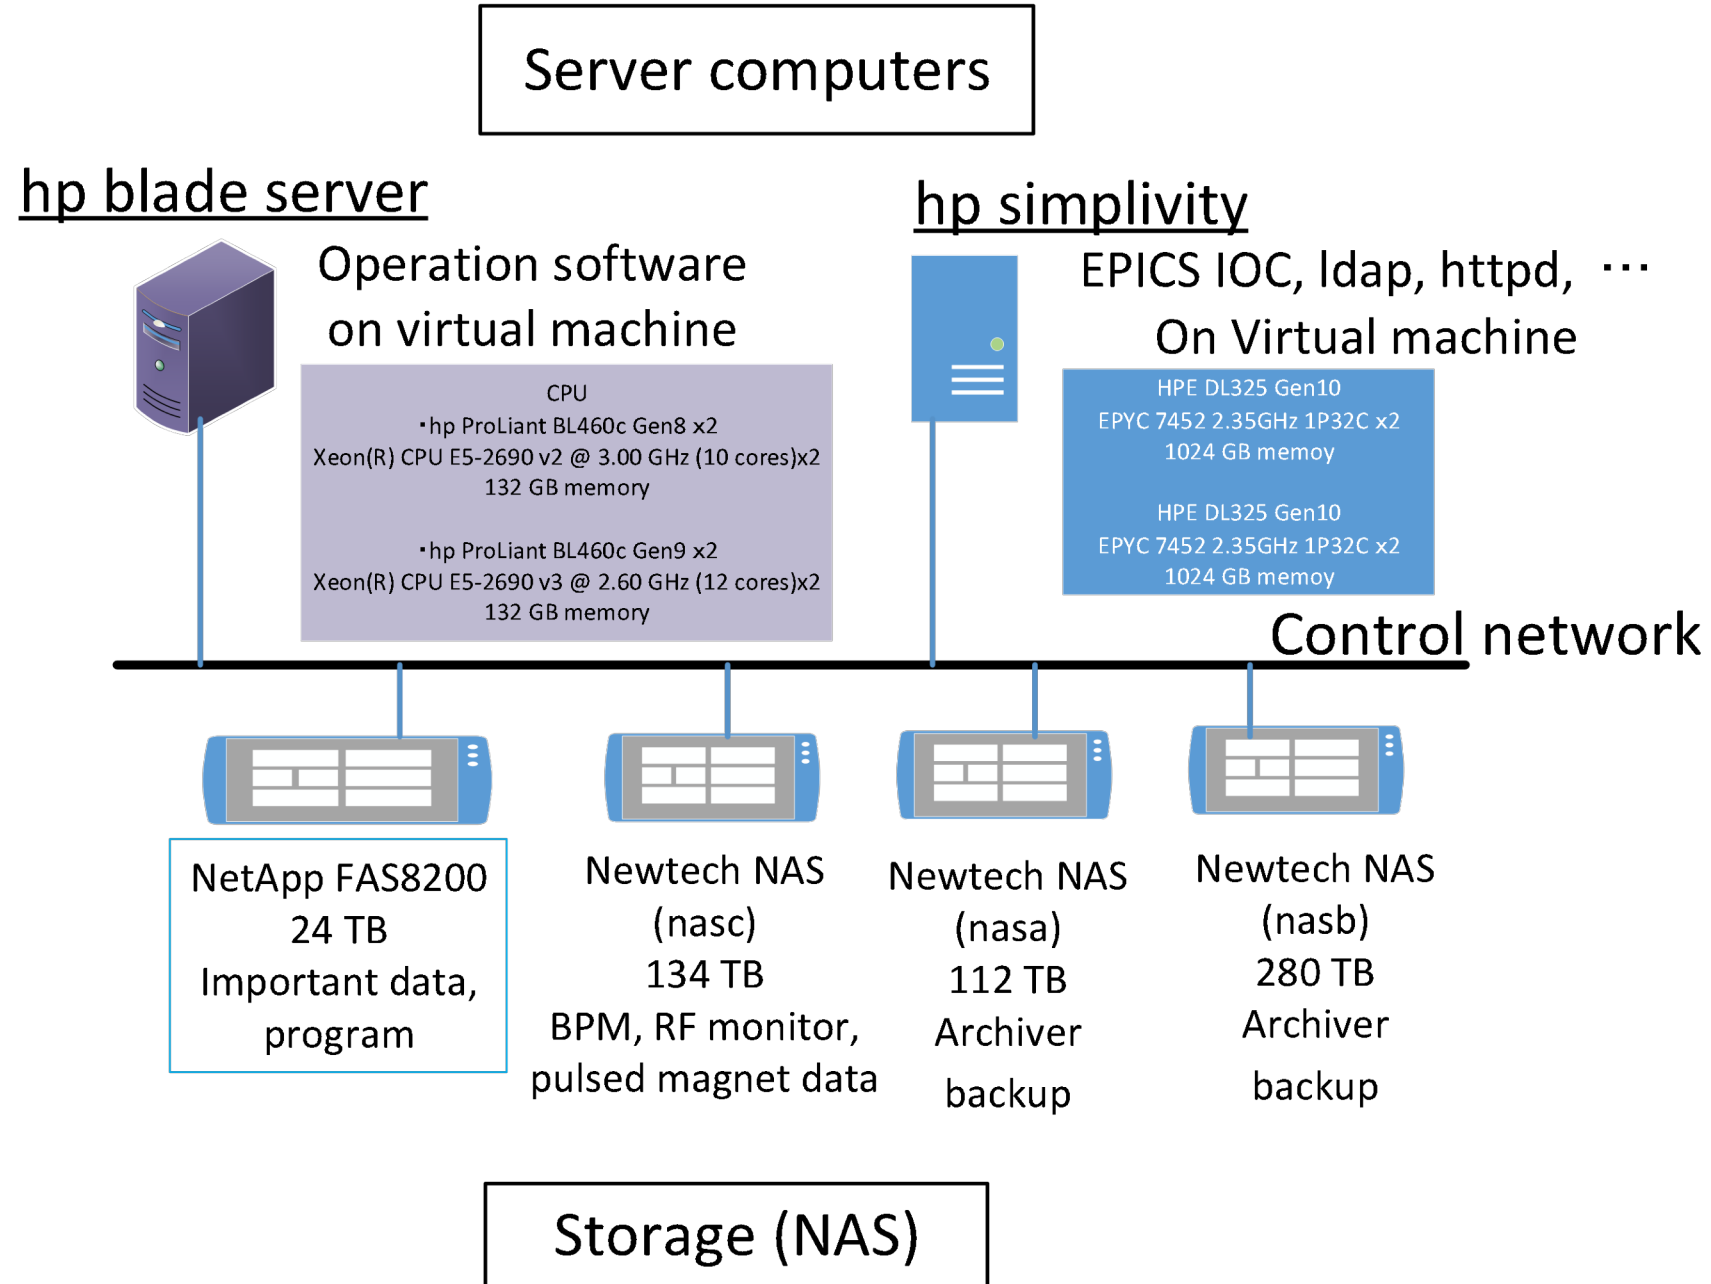 Server computers
hp blade server
Operation software
on virtual machine
CPU
・hp ProLiant BL460c Gen8 x2
Xeon(R) CPU E5-2690 v2 @ 3.00 GHz (10 cores)x2
132 GB memory
・hp ProLiant BL460c Gen9 x2
Xeon(R) CPU E5-2690 v3 @ 2.60 GHz (12 cores)x2
132 GB memory
hp simplivity
EPICS IOC, ldap, httpd, ・・・
On Virtual machine
HPE DL325 Gen10
EPYC 7452 2.35GHz 1P32C x2
1024 GB memoy
HPE DL325 Gen10
EPYC 7452 2.35GHz 1P32C x2
1024 GB memoy
Control network
NetApp FAS8200
24 TB
Important data,
program
Newtech NAS
(nasc)
134 TB
BPM, RF monitor,
pulsed magnet data
Newtech NAS
(nasa)
112 TB
Archiver
backup
Newtech NAS
(nasb)
280 TB
Archiver
backup
Storage (NAS)